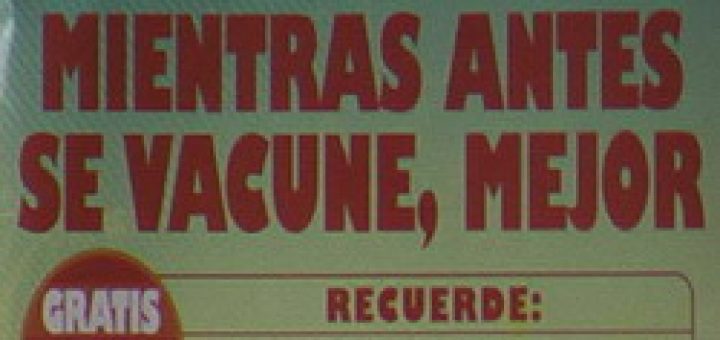 MIENTRAS ANTES
SE VACUNE, MEJOR
GRATIS
RECUERDE: